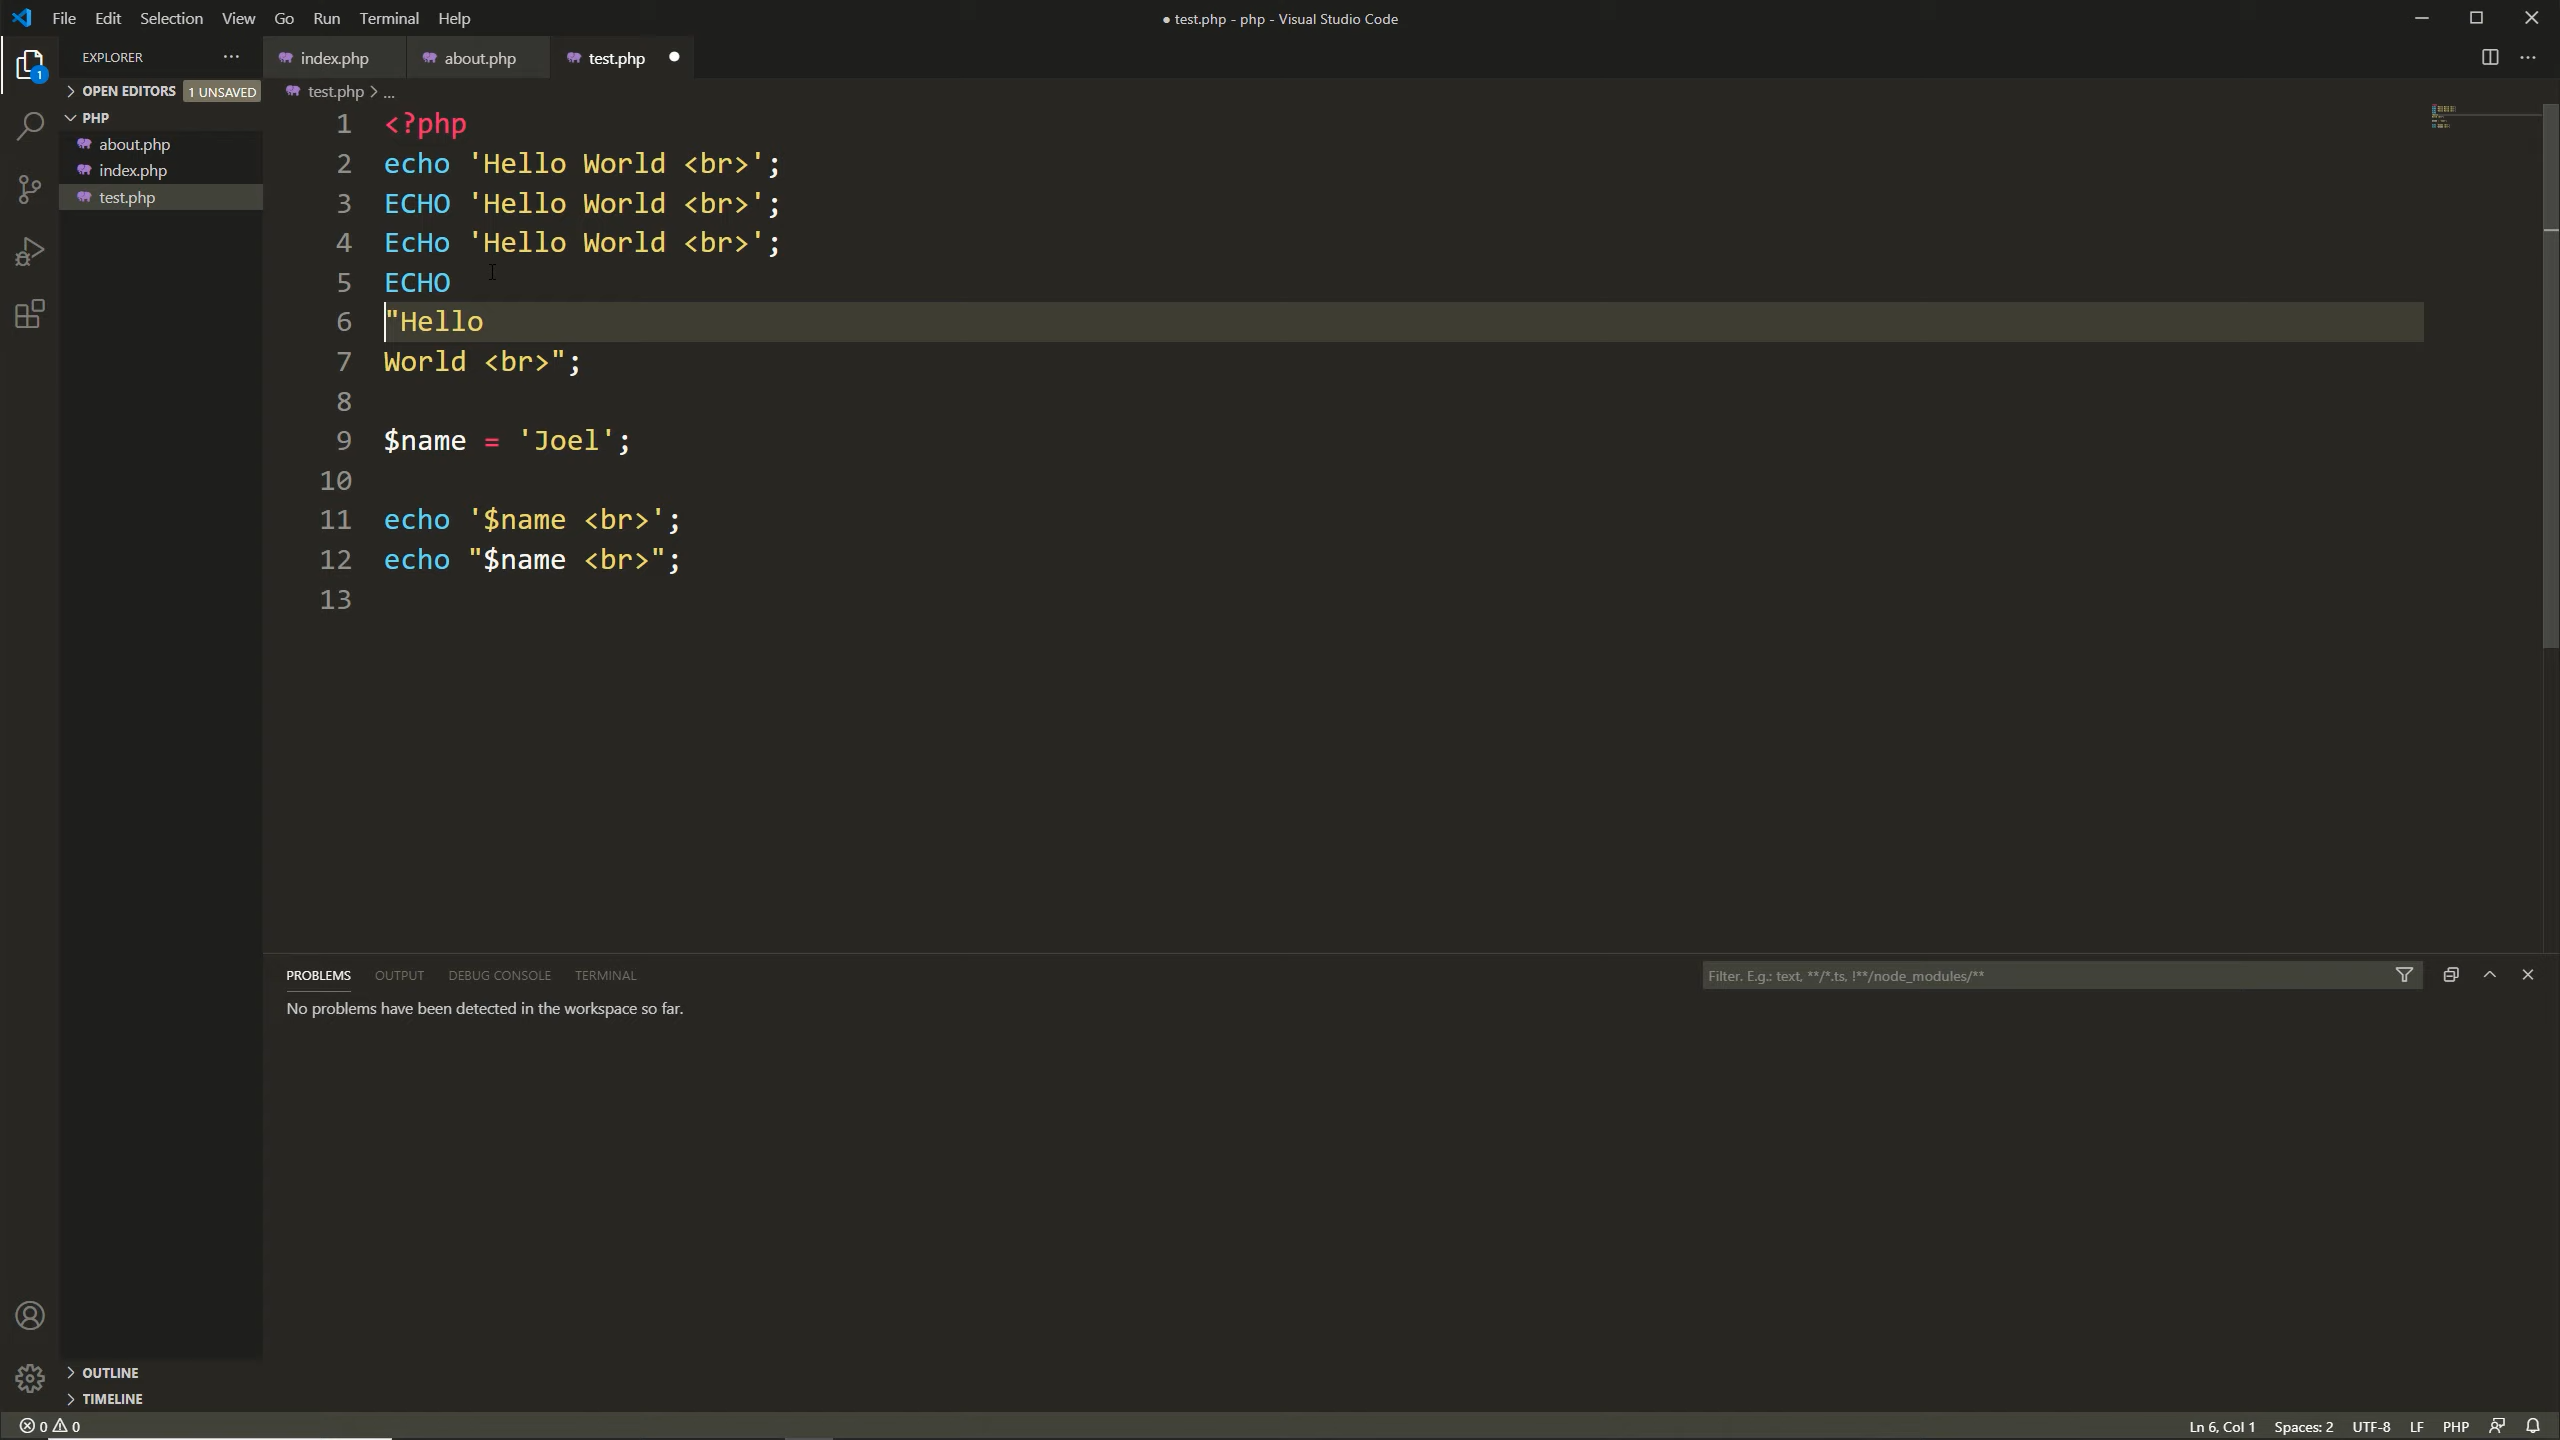 File Edit Selection View Go Run Terminal Help
● test.php - php - Visual Studio Code
EXPLORER
index.php
about.php
test.php
OPEN EDITORS 1 UNSAVED
test.php > ...
PHP
about.php
index.php
test.php
1 <?php
2 echo 'Hello World <br>';
3 ECHO 'Hello World <br>';
4 EcHo 'Hello World <br>';
5 ECHO
6 "Hello
7 World <br>";
8
9 $name = 'Joel';
10
11 echo '$name <br>';
12 echo "$name <br>";
13
PROBLEMS OUTPUT DEBUG CONSOLE TERMINAL
Filter. E.g.: text, **/*.ts, !**/node_modules/**
No problems have been detected in the workspace so far.
1
OUTLINE
TIMELINE
0 0
Ln 6, Col 1 Spaces: 2 UTF-8 LF PHP